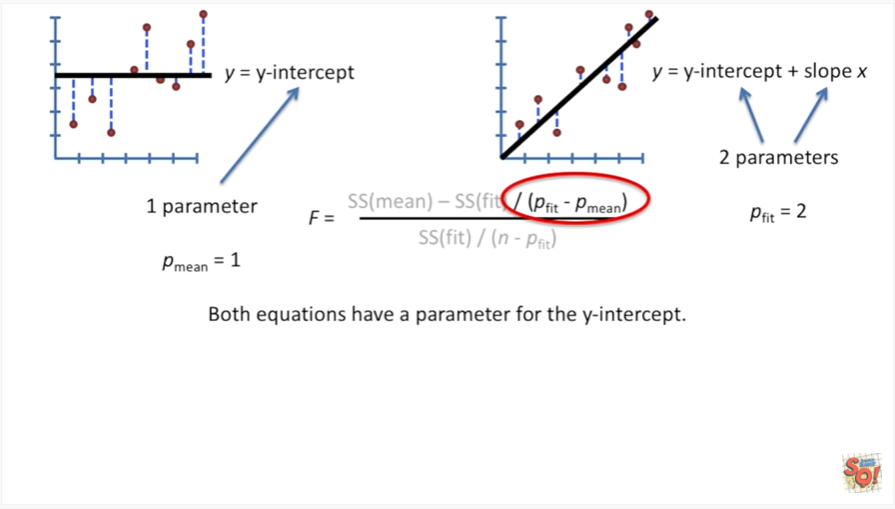 y = y-intercept
y = y-intercept + slope x
2 parameters
1 parameter
F =
SS(mean) – SS(fit) / (pfit - pmean)
SS(fit) / (n - pfit)
pfit = 2
pmean = 1
Both equations have a parameter for the y-intercept.
SQ!